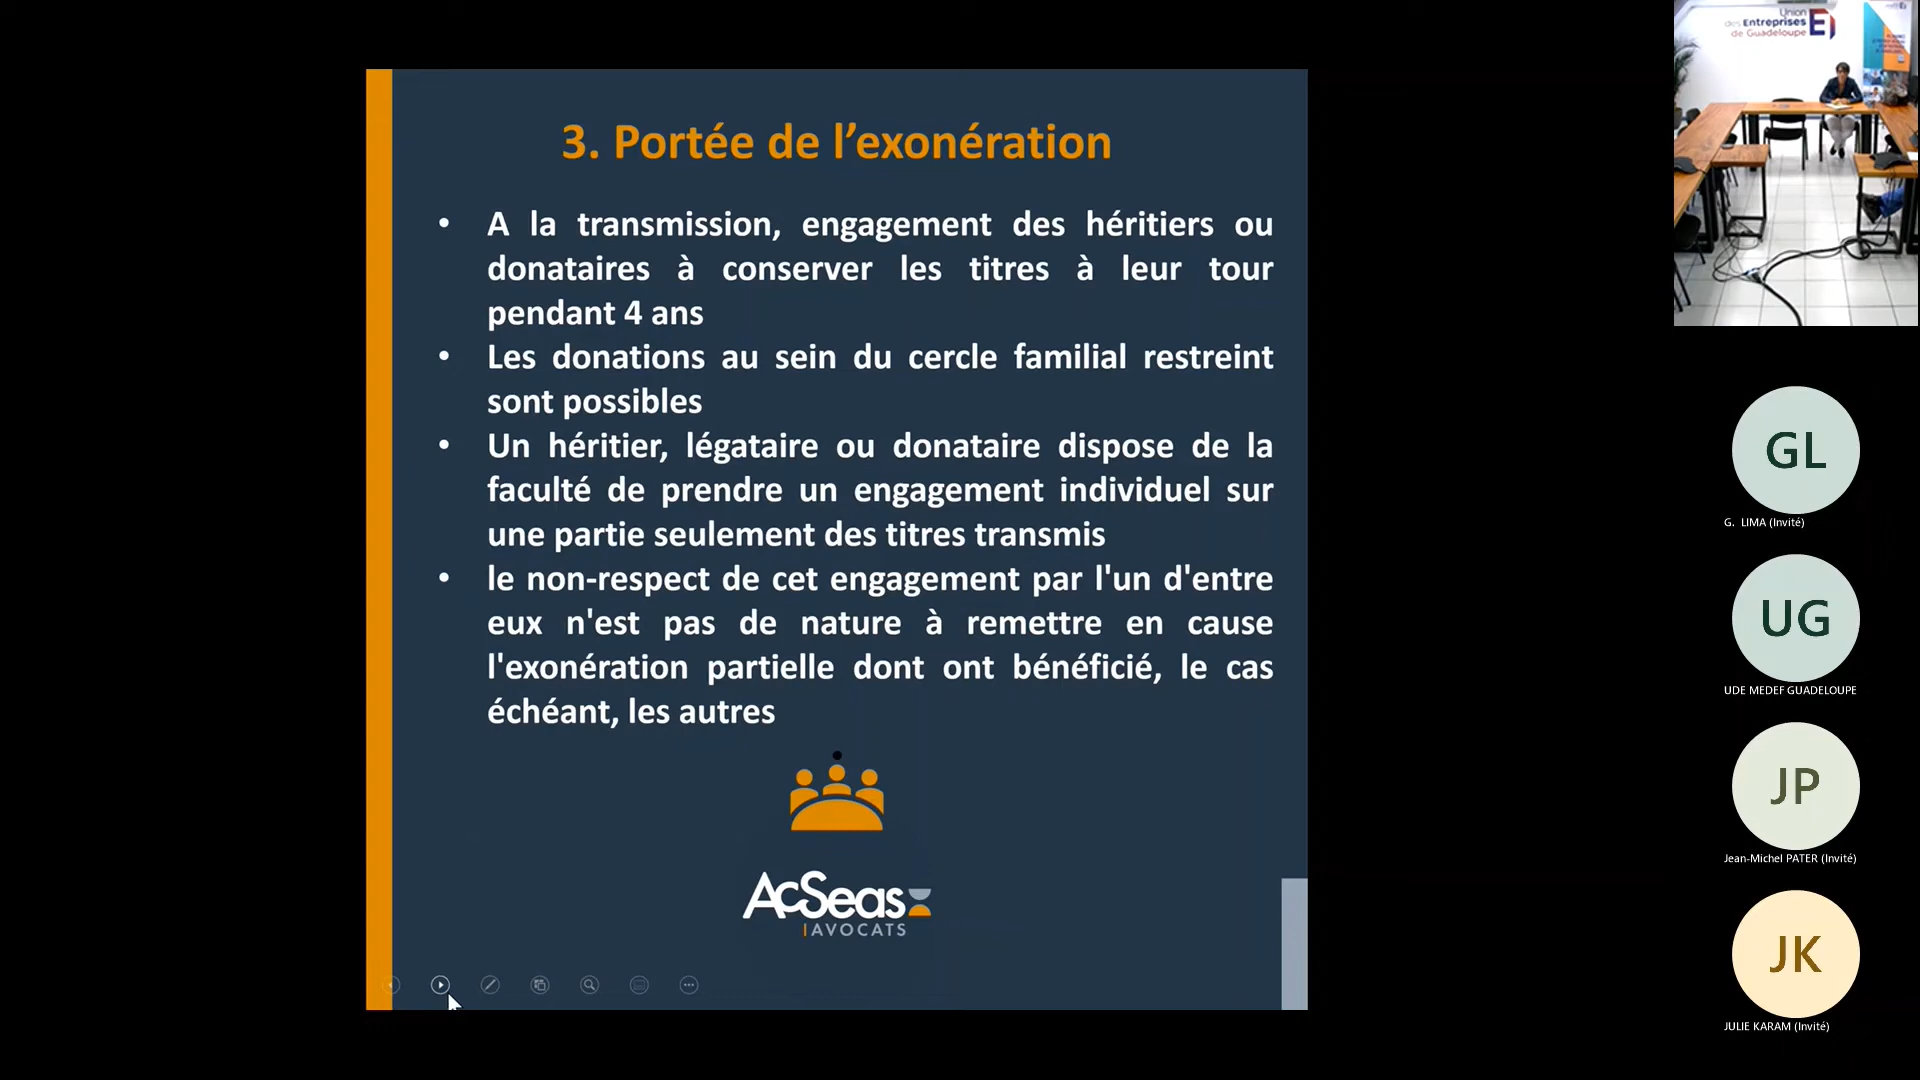 3. Portée de l’exonération
• A la transmission, engagement des héritiers ou
donataires à conserver les titres à leur tour
pendant 4 ans
• Les donations au sein du cercle familial restreint
sont possibles
• Un héritier, légataire ou donataire dispose de la
faculté de prendre un engagement individuel sur
une partie seulement des titres transmis
• le non-respect de cet engagement par l'un d'entre
eux n'est pas de nature à remettre en cause
l'exonération partielle dont ont bénéficié, le cas
échéant, les autres
AcSeas
AVOCATS
Union
des Entreprises
de Guadeloupe
GL
G. LIMA (Invité)
UG
UDE MEDEF GUADELOUPE
JP
Jean-Michel PATER (Invité)
JK
JULIE KARAM (Invité)